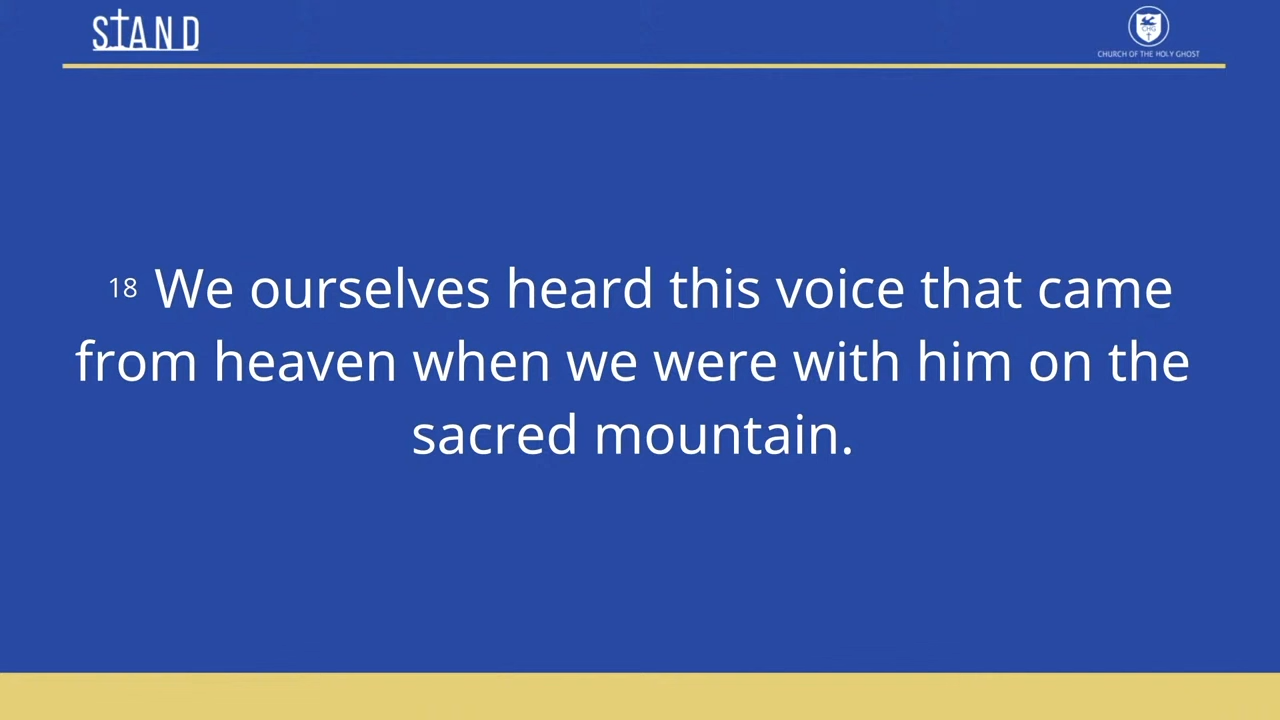 STAND
CHG
CHURCH OF THE HOLY GHOST
18 We ourselves heard this voice that came
from heaven when we were with him on the
sacred mountain.